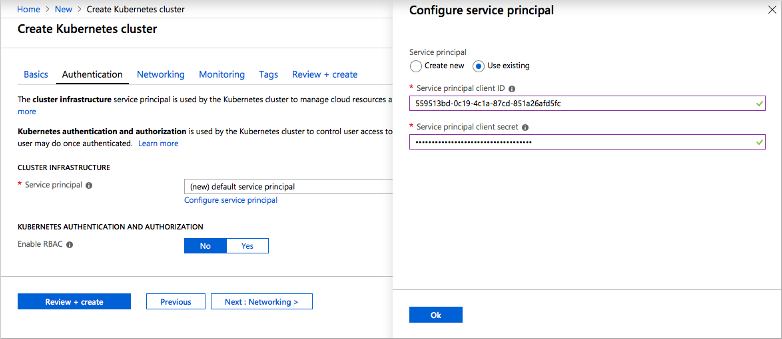 Home > New > Create Kubernetes cluster
Create Kubernetes cluster
Basics Authentication Networking Monitoring Tags Review + create
The cluster infrastructure service principal is used by the Kubernetes cluster to manage cloud resources a
more
Kubernetes authentication and authorization is used by the Kubernetes cluster to control user access to
user may do once authenticated. Learn more
CLUSTER INFRASTRUCTURE
* Service principal
(new) default service principal
Configure service principal
KUBERNETES AUTHENTICATION AND AUTHORIZATION
Enable RBAC
No Yes
Review + create Previous Next : Networking >
Configure service principal
Service principal
Create new Use existing
* Service principal client ID
559513bd-0c19-4c1a-87cd-851a26afd5fc
* Service principal client secret
••••••••••••••••••••••••••••••••••••
Ok